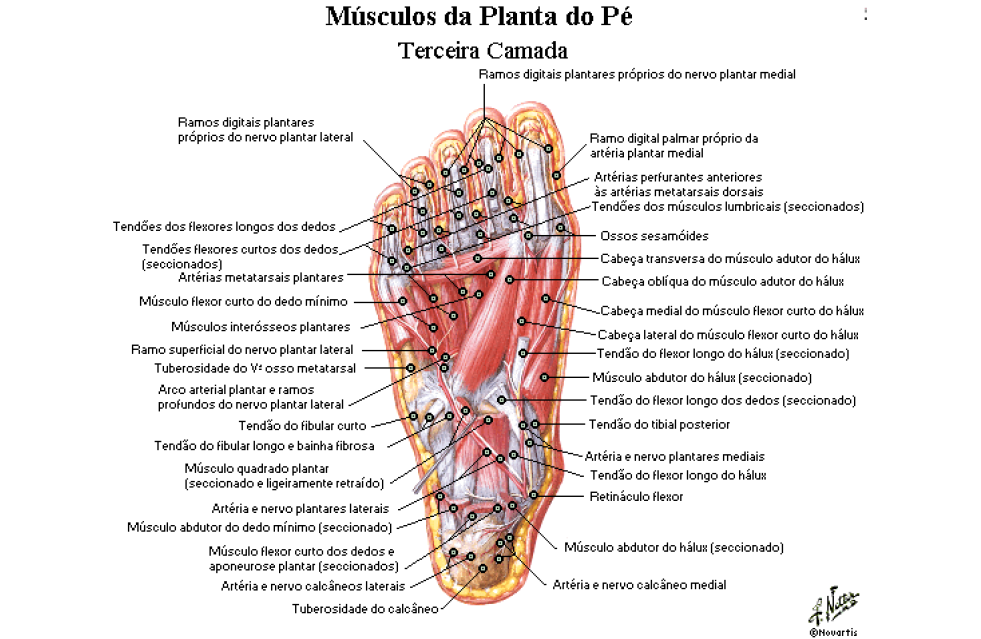 Músculos da Planta do Pé
Terceira Camada
Ramos digitais plantares próprios do nervo plantar medial
Ramos digitais plantares
próprios do nervo plantar lateral
Tendões dos flexores longos dos dedos
Tendões flexores curtos dos dedos
(seccionados)
Artérias metatarsais plantares
Músculo flexor curto do dedo mínimo
Músculos interósseos plantares
Ramo superficial do nervo plantar lateral
Tuberosidade do Vº osso metatarsal
Arco arterial plantar e ramos
profundos do nervo plantar lateral
Tendão do fibular curto
Tendão do fibular longo e bainha fibrosa
Músculo quadrado plantar
(seccionado e ligeiramente retraído)
Artéria e nervo plantares laterais
Músculo abdutor do dedo mínimo (seccionado)
Músculo flexor curto dos dedos e
aponeurose plantar (seccionados)
Artéria e nervo calcâneos laterais
Tuberosidade do calcâneo
Ramo digital palmar próprio da
artéria plantar medial
Artérias perfurantes anteriores
às artérias metatarsais dorsais
Tendões dos músculos lumbricais (seccionados)
Ossos sesamóides
Cabeça transversa do músculo adutor do hálux
Cabeça oblíqua do músculo adutor do hálux
Cabeça medial do músculo flexor curto do hálux
Cabeça lateral do músculo flexor curto do hálux
Tendão do flexor longo do hálux (seccionado)
Músculo abdutor do hálux (seccionado)
Tendão do flexor longo dos dedos (seccionado)
Tendão do tibial posterior
Artéria e nervo plantares mediais
Tendão do flexor longo do hálux
Retináculo flexor
Músculo abdutor do hálux (seccionado)
Artéria e nervo calcâneo medial
©Novartis